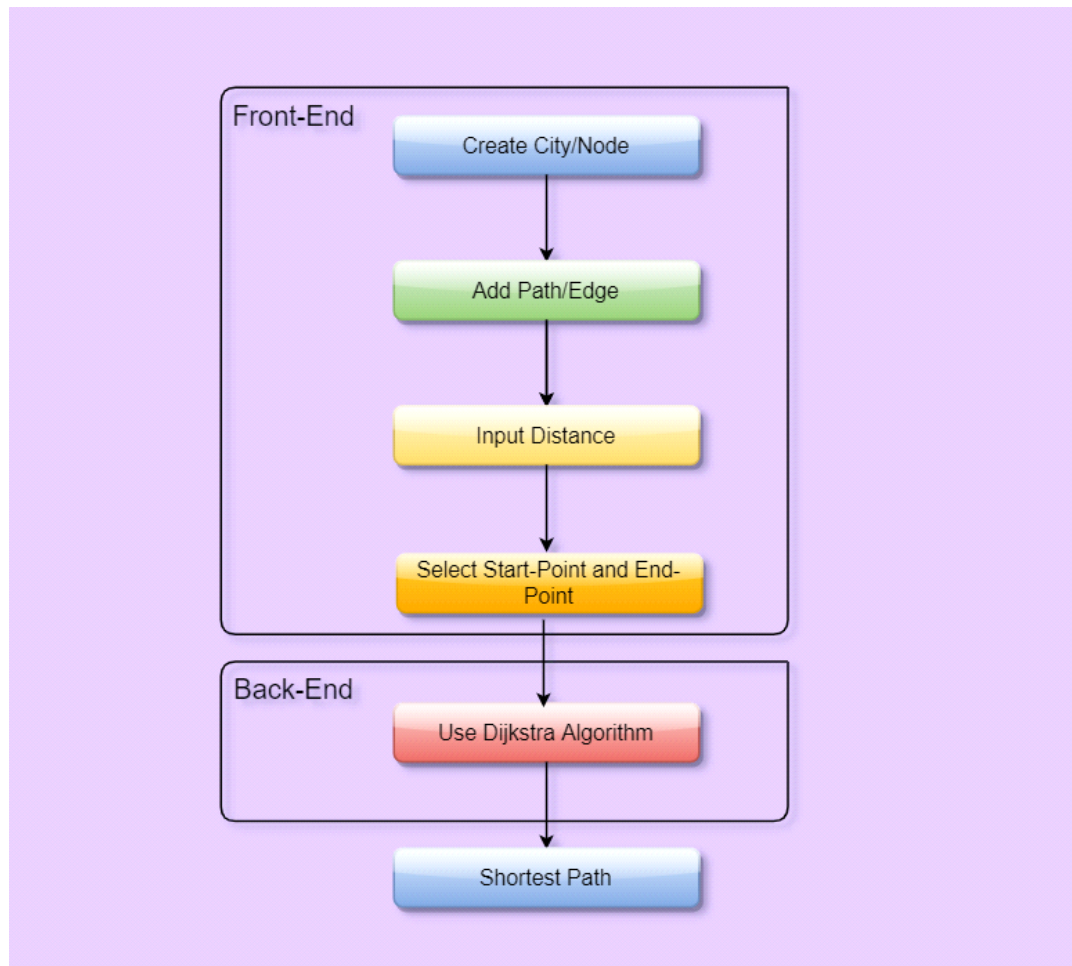 Front-End
Create City/Node
Add Path/Edge
Input Distance
Select Start-Point and End-
Point
Back-End
Use Dijkstra Algorithm
Shortest Path